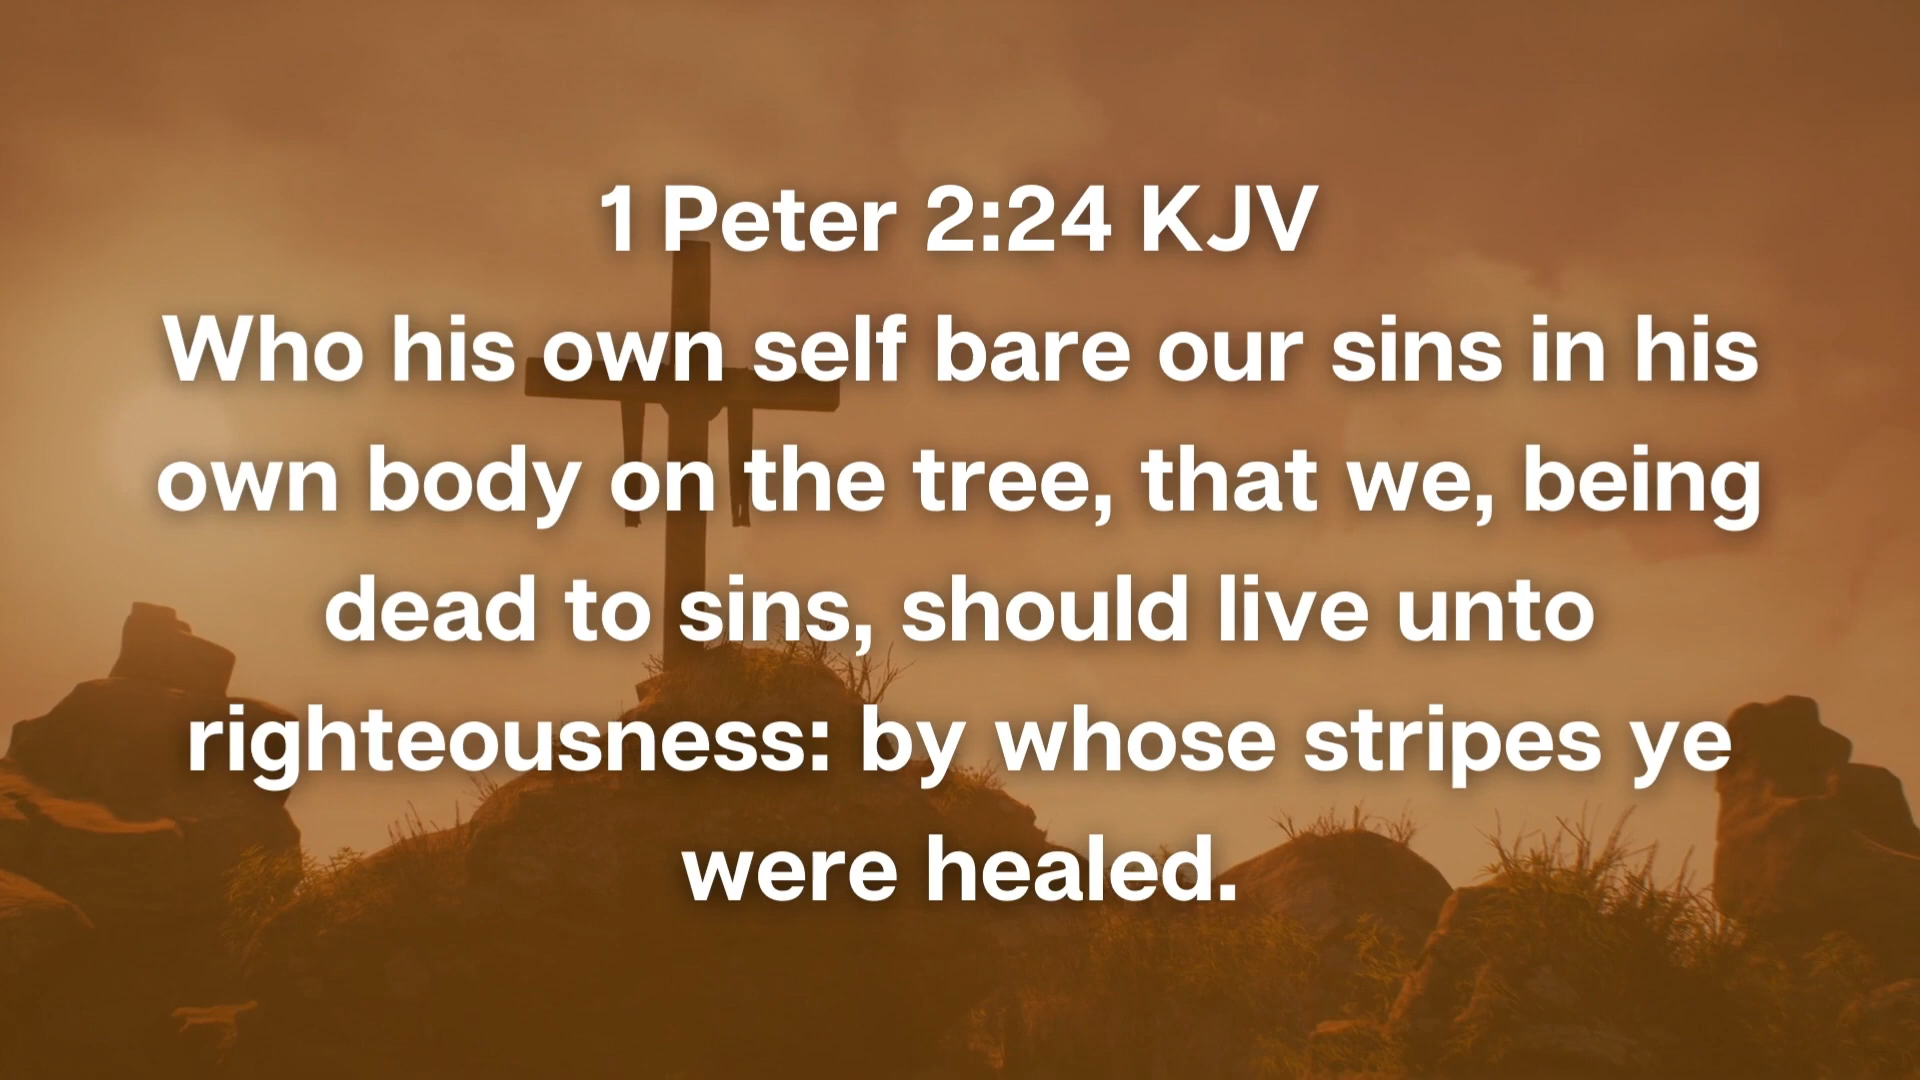 1 Peter 2:24 KJV
Who his own self bare our sins in his
own body on the tree, that we, being
dead to sins, should live unto
righteousness: by whose stripes ye
were healed.